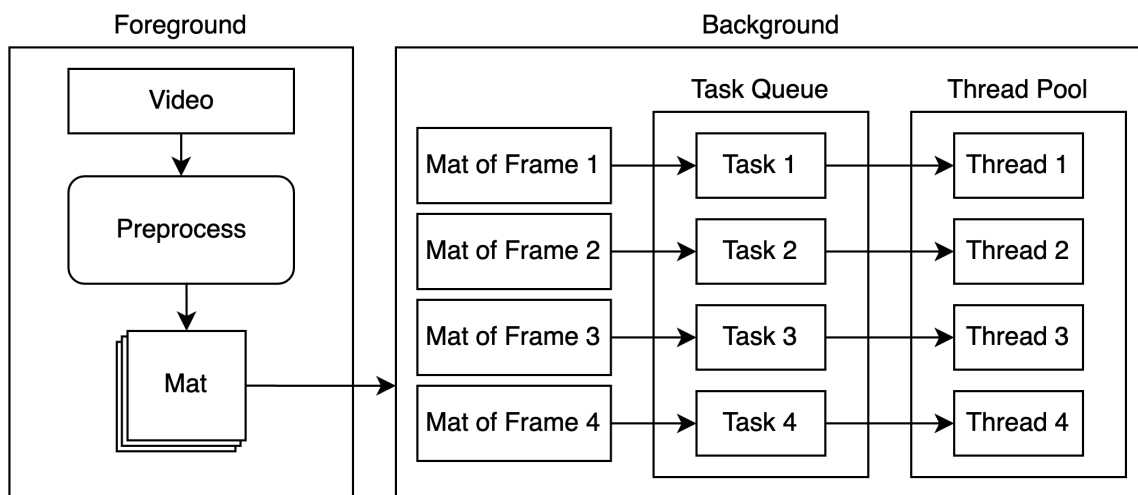 Foreground
Video
Preprocess
Mat
Background
Task Queue
Thread Pool
Mat of Frame 1
Task 1
Thread 1
Mat of Frame 2
Task 2
Thread 2
Mat of Frame 3
Task 3
Thread 3
Mat of Frame 4
Task 4
Thread 4